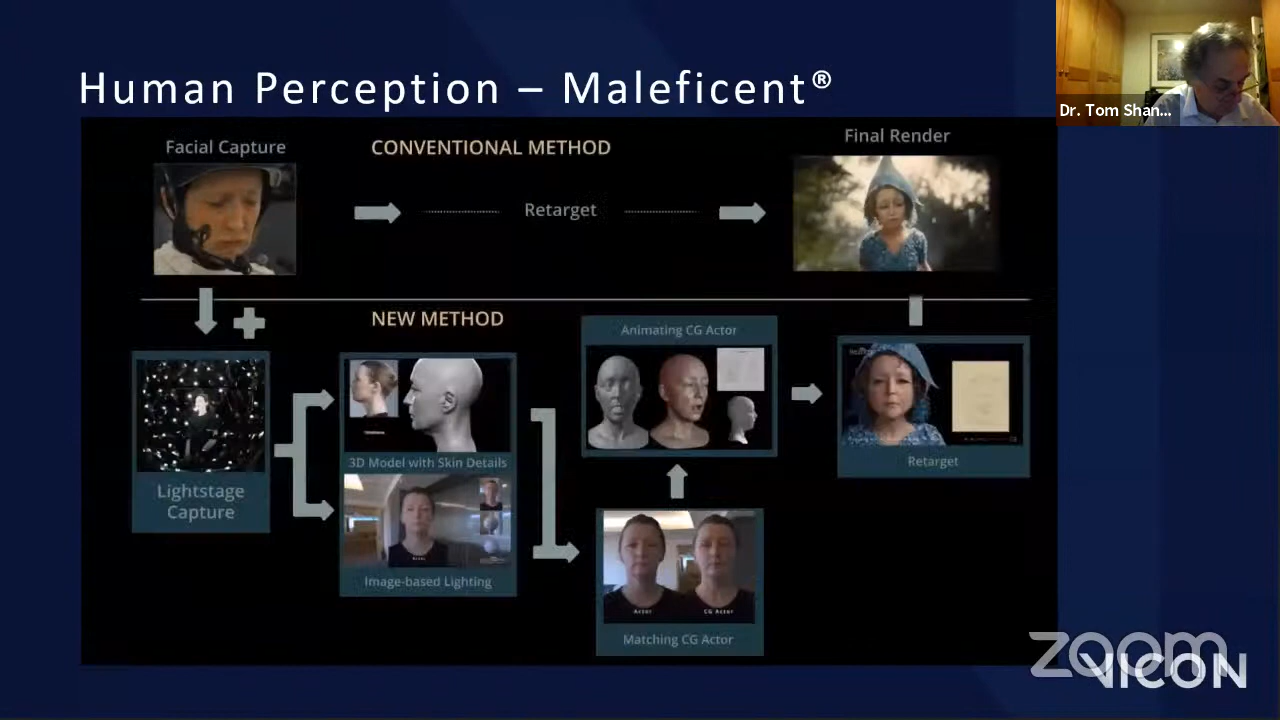 Human Perception – Maleficent®
Dr. Tom Shan...
Facial Capture
CONVENTIONAL METHOD
Final Render
Retarget
NEW METHOD
Animating CG Actor
3D Model with Skin Details
Retarget
Lightstage
Capture
Image-based Lighting
Actor
CG Actor
Matching CG Actor
zoom
VICON